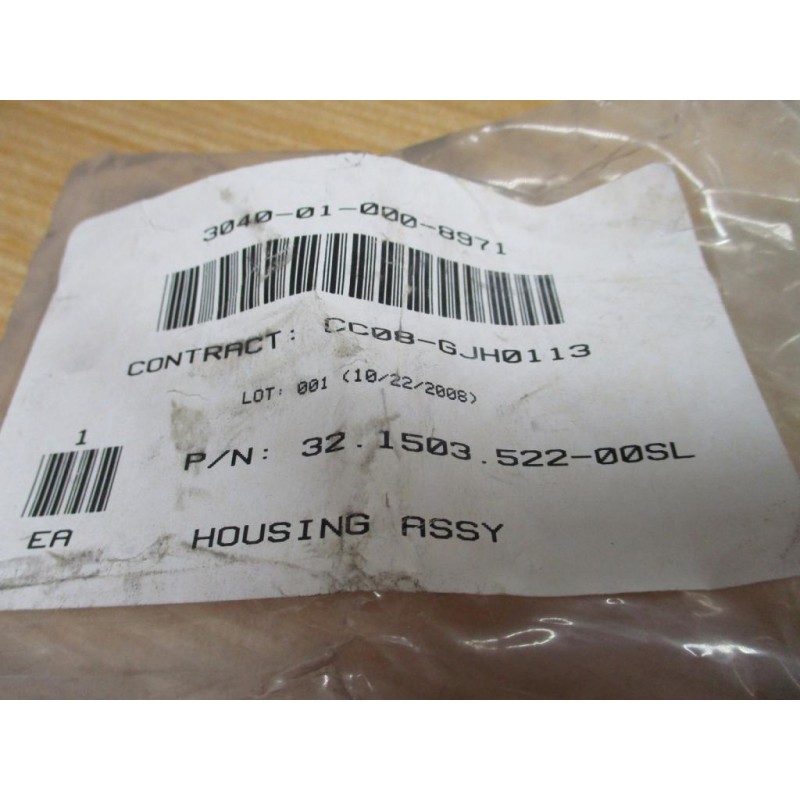 3040-01-000-8971
CONTRACT: CC08-GJH0113
LOT: 001 (10/22/2008)
1
P/N: 32.1503.522-00SL
EA
HOUSING ASSY